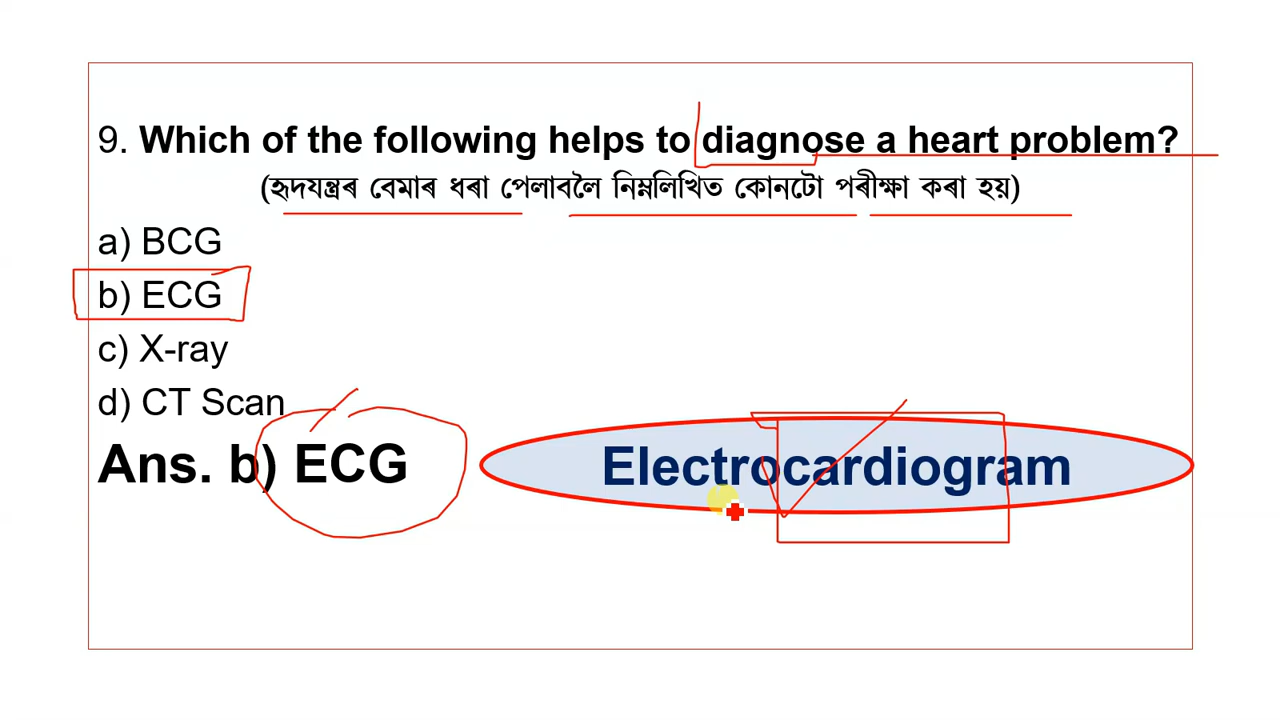 9. Which of the following helps to diagnose a heart problem?
(হৃদযন্ত্ৰৰ বেমাৰ ধৰা পেলাবলৈ নিম্নলিখিত কোনটো পৰীক্ষা কৰা হয়)
a) BCG
b) ECG
c) X-ray
d) CT Scan
Ans. b) ECG
Electrocardiogram